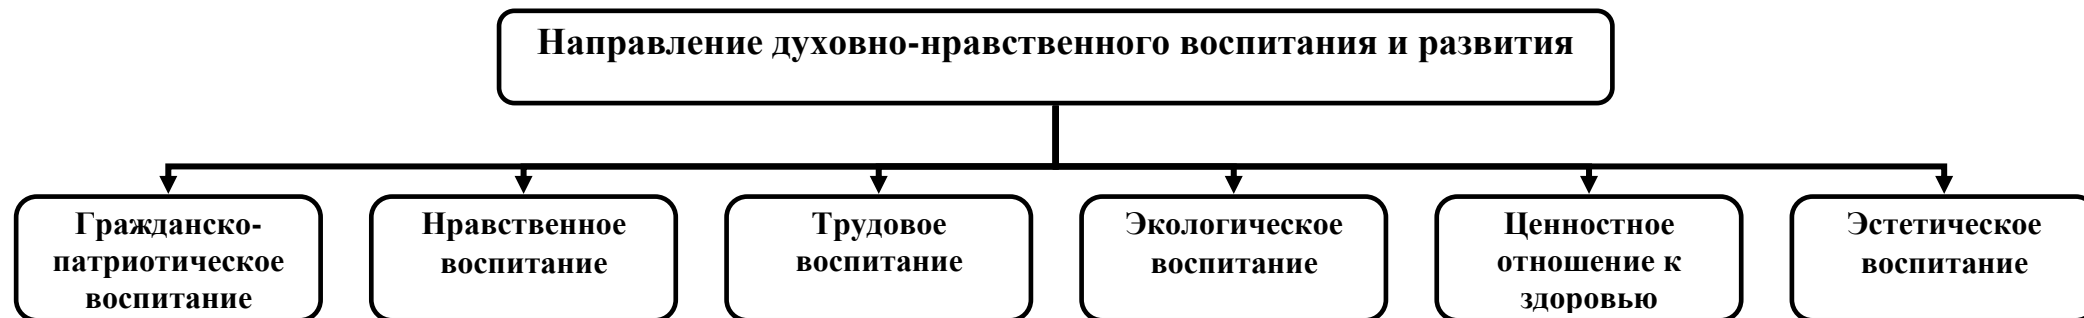 Направление духовно-нравственного воспитания и развития
Гражданско-
патриотическое
воспитание
Нравственное
воспитание
Трудовое
воспитание
Экологическое
воспитание
Ценностное
отношение к
здоровью
Эстетическое
воспитание